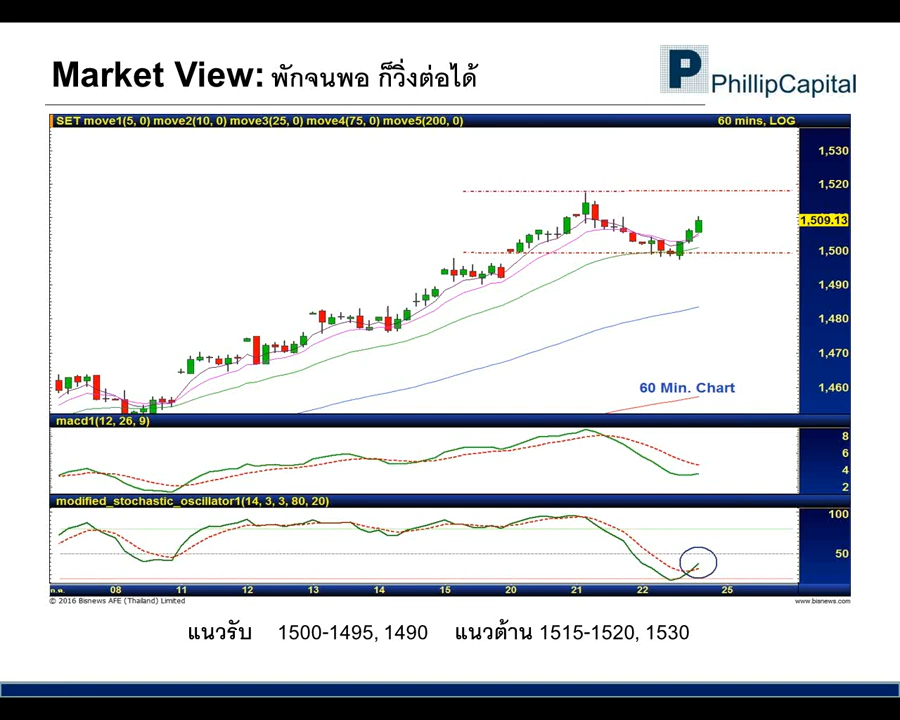 Market View: พักจนพอ ก็วิ่งต่อได้
P PhillipCapital
SET move1(5, 0) move2(10, 0) move3(25, 0) move4(75, 0) move5(200, 0) 60 mins, LOG
1,530
1,520
1,509.13
1,500
1,490
1,480
1,470
1,460
60 Min. Chart
macd1(12, 26, 9)
8
6
4
2
modified_stochastic_oscillator1(14, 3, 3, 80, 20)
100
50
ก.ค. 08 11 12 13 14 15 20 21 22 25
© 2016 Bisnews AFE (Thailand) Limited www.bisnews.com
แนวรับ 1500-1495, 1490 แนวต้าน 1515-1520, 1530